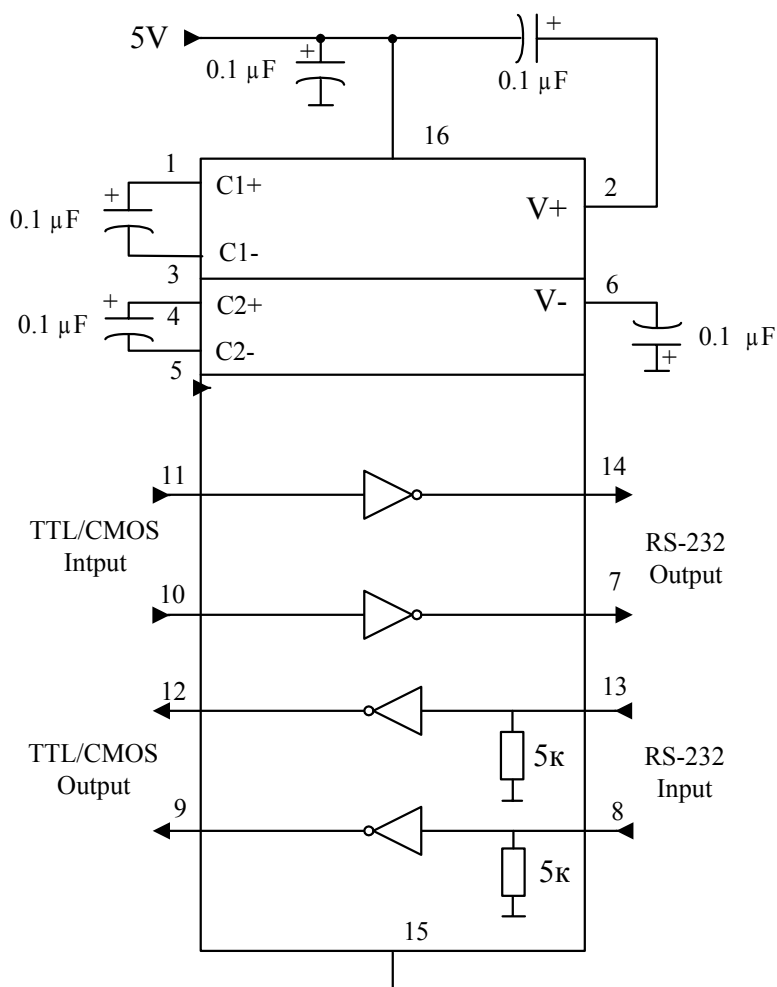 5V
+
0.1 µF
+
0.1 µF
16
1
C1+
+
0.1 µF
C1-
3
V+
2
4
C2+
+
0.1 µF
C2-
5
V-
6
+
0.1 µF
11
14
TTL/CMOS
Intput
RS-232
Output
10
7
12
13
TTL/CMOS
Output
5к
RS-232
Input
9
8
5к
15